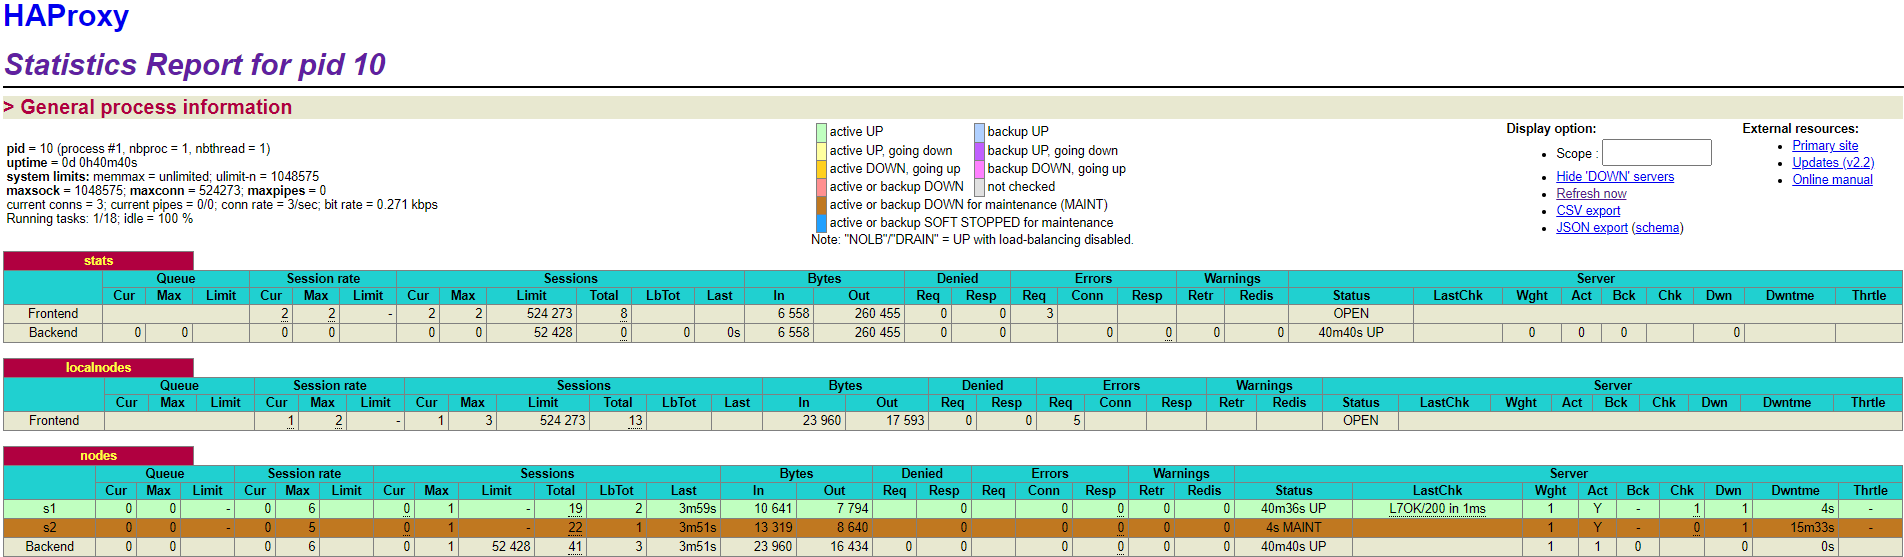 HAProxy
Statistics Report for pid 10
> General process information
pid = 10 (process #1, nbproc = 1, nbthread = 1)
uptime = 0d 0h40m40s
system limits: memmax = unlimited; ulimit-n = 1048575
maxsock = 1048575; maxconn = 524273; maxpipes = 0
current conns = 3; current pipes = 0/0; conn rate = 3/sec; bit rate = 0.271 kbps
Running tasks: 1/18; idle = 100 %
active UP backup UP
active UP, going down backup UP, going down
active DOWN, going up backup DOWN, going up
active or backup DOWN not checked
active or backup DOWN for maintenance (MAINT)
active or backup SOFT STOPPED for maintenance
Note: "NOLB"/"DRAIN" = UP with load-balancing disabled.
Display option:
• Scope :
• Hide 'DOWN' servers
• Refresh now
• CSV export
• JSON export (schema)
External resources:
• Primary site
• Updates (v2.2)
• Online manual
stats
Queue Session rate Sessions Bytes Denied Errors Warnings Server
Cur Max Limit Cur Max Limit Cur Max Limit Total LbTot Last In Out Req Resp Req Conn Resp Retr Redis Status LastChk Wght Act Bck Chk Dwn Dwntme Thrtle
Frontend 2 2 - 2 2 524 273 8 6 558 260 455 0 0 3 OPEN
Backend 0 0 0 0 0 0 52 428 0 0 0s 6 558 260 455 0 0 0 0 0 0 40m40s UP 0 0 0 0
localnodes
Queue Session rate Sessions Bytes Denied Errors Warnings Server
Cur Max Limit Cur Max Limit Cur Max Limit Total LbTot Last In Out Req Resp Req Conn Resp Retr Redis Status LastChk Wght Act Bck Chk Dwn Dwntme Thrtle
Frontend 1 2 - 1 3 524 273 13 23 960 17 593 0 0 5 OPEN
nodes
Queue Session rate Sessions Bytes Denied Errors Warnings Server
Cur Max Limit Cur Max Limit Cur Max Limit Total LbTot Last In Out Req Resp Req Conn Resp Retr Redis Status LastChk Wght Act Bck Chk Dwn Dwntme Thrtle
s1 0 0 - 0 6 0 1 - 19 2 3m59s 10 641 7 794 0 0 0 0 0 40m36s UP L7OK/200 in 1ms 1 Y - 1 1 4s -
s2 0 0 - 0 5 0 1 - 22 1 3m51s 13 319 8 640 0 0 0 0 0 4s MAINT 1 Y - 0 1 15m33s -
Backend 0 0 0 6 0 1 52 428 41 3 3m51s 23 960 16 434 0 0 0 0 0 0 40m40s UP 1 1 0 0 0s